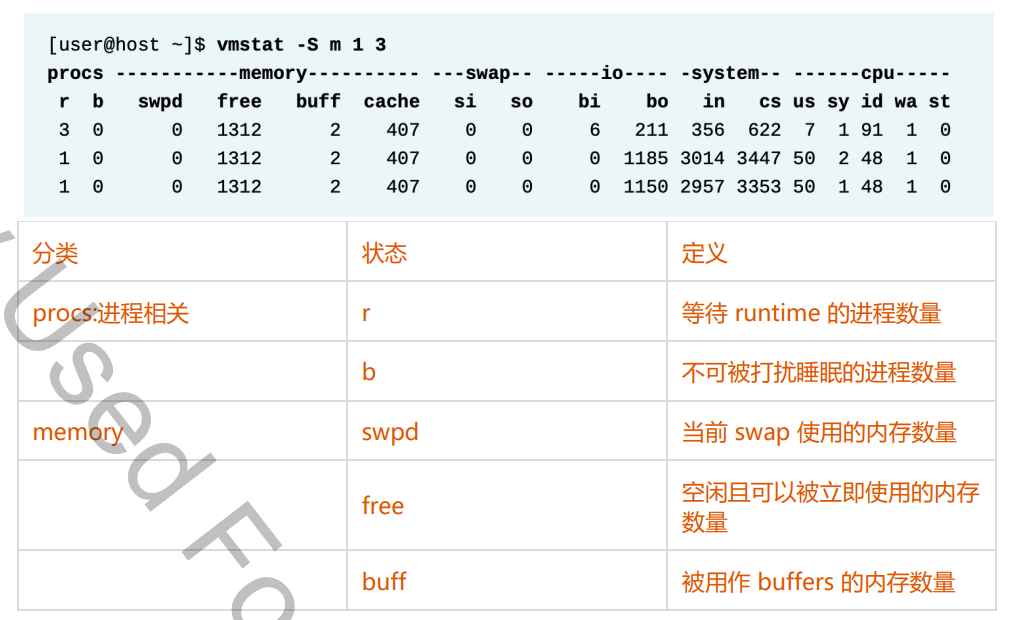 [user@host ~]$ vmstat -S m 1 3
procs -----------memory---------- ---swap-- -----io---- -system-- ------cpu-----
r b swpd free buff cache si so bi bo in cs us sy id wa st
3 0 0 1312 2 407 0 0 6 211 356 622 7 1 91 1 0
1 0 0 1312 2 407 0 0 0 1185 3014 3447 50 2 48 1 0
1 0 0 1312 2 407 0 0 0 1150 2957 3353 50 1 48 1 0
分类 状态 定义
procs:进程相关 r 等待 runtime 的进程数量
b 不可被打扰睡眠的进程数量
memory swpd 当前 swap 使用的内存数量
free 空闲且可以被立即使用的内存
数量
buff 被用作 buffers 的内存数量
Used